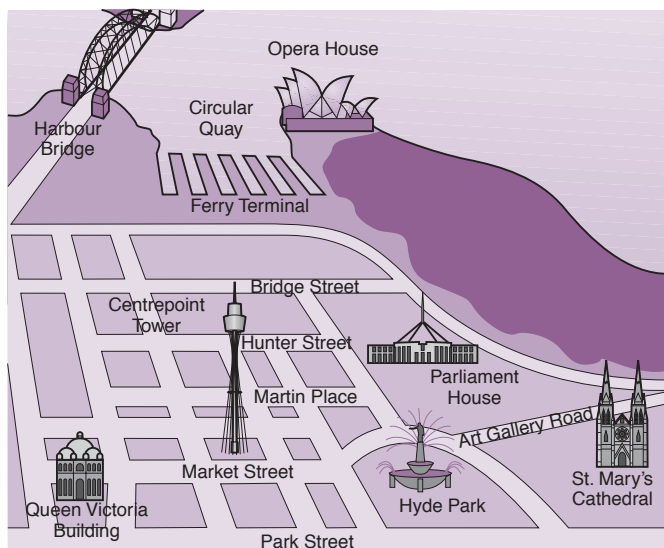 Opera House
Circular
Quay
Harbour
Bridge
Ferry Terminal
Bridge Street
Centrepoint
Tower
Hunter Street
Parliament
House
Martin Place
Art Gallery Road
Market Street
St. Mary's
Cathedral
Hyde Park
Queen Victoria
Building
Park Street